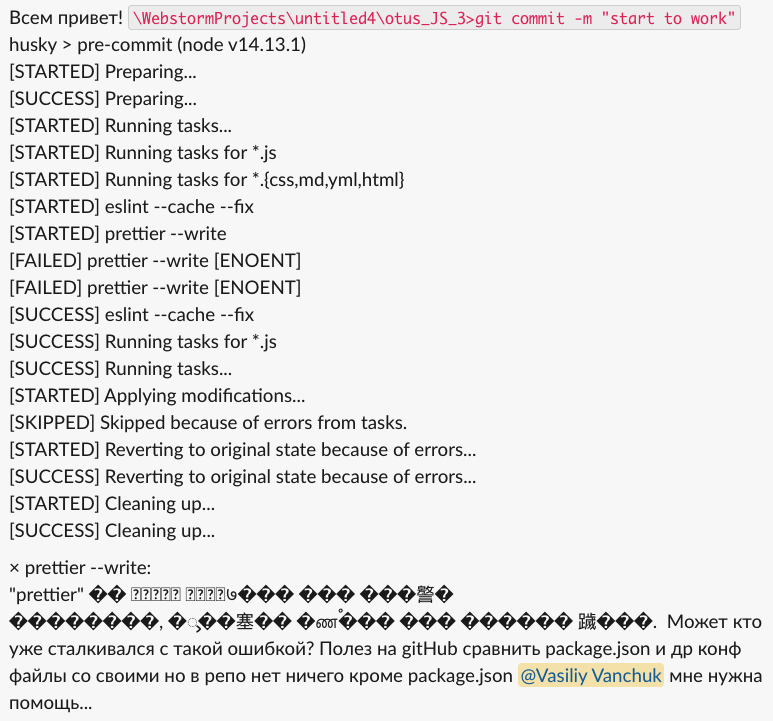 Всем привет! \WebstormProjects\untitled4\otus_JS_3>git commit -m "start to work"
husky > pre-commit (node v14.13.1)
[STARTED] Preparing...
[SUCCESS] Preparing...
[STARTED] Running tasks...
[STARTED] Running tasks for *.js
[STARTED] Running tasks for *.{css,md,yml,html}
[STARTED] eslint --cache --fix
[STARTED] prettier --write
[FAILED] prettier --write [ENOENT]
[FAILED] prettier --write [ENOENT]
[SUCCESS] eslint --cache --fix
[SUCCESS] Running tasks for *.js
[SUCCESS] Running tasks...
[STARTED] Applying modifications...
[SKIPPED] Skipped because of errors from tasks.
[STARTED] Reverting to original state because of errors...
[SUCCESS] Reverting to original state because of errors...
[STARTED] Cleaning up...
[SUCCESS] Cleaning up...
× prettier --write:
"prettier"
Может кто
уже сталкивался с такой ошибкой? Полез на gitHub сравнить package.json и др конф
файлы со своими но в репо нет ничего кроме package.json @Vasiliy Vanchuk мне нужна
помощь...